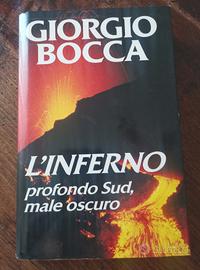 GIORGIO
BOCCA
L'INFERNO
profondo Sud,
male oscuro